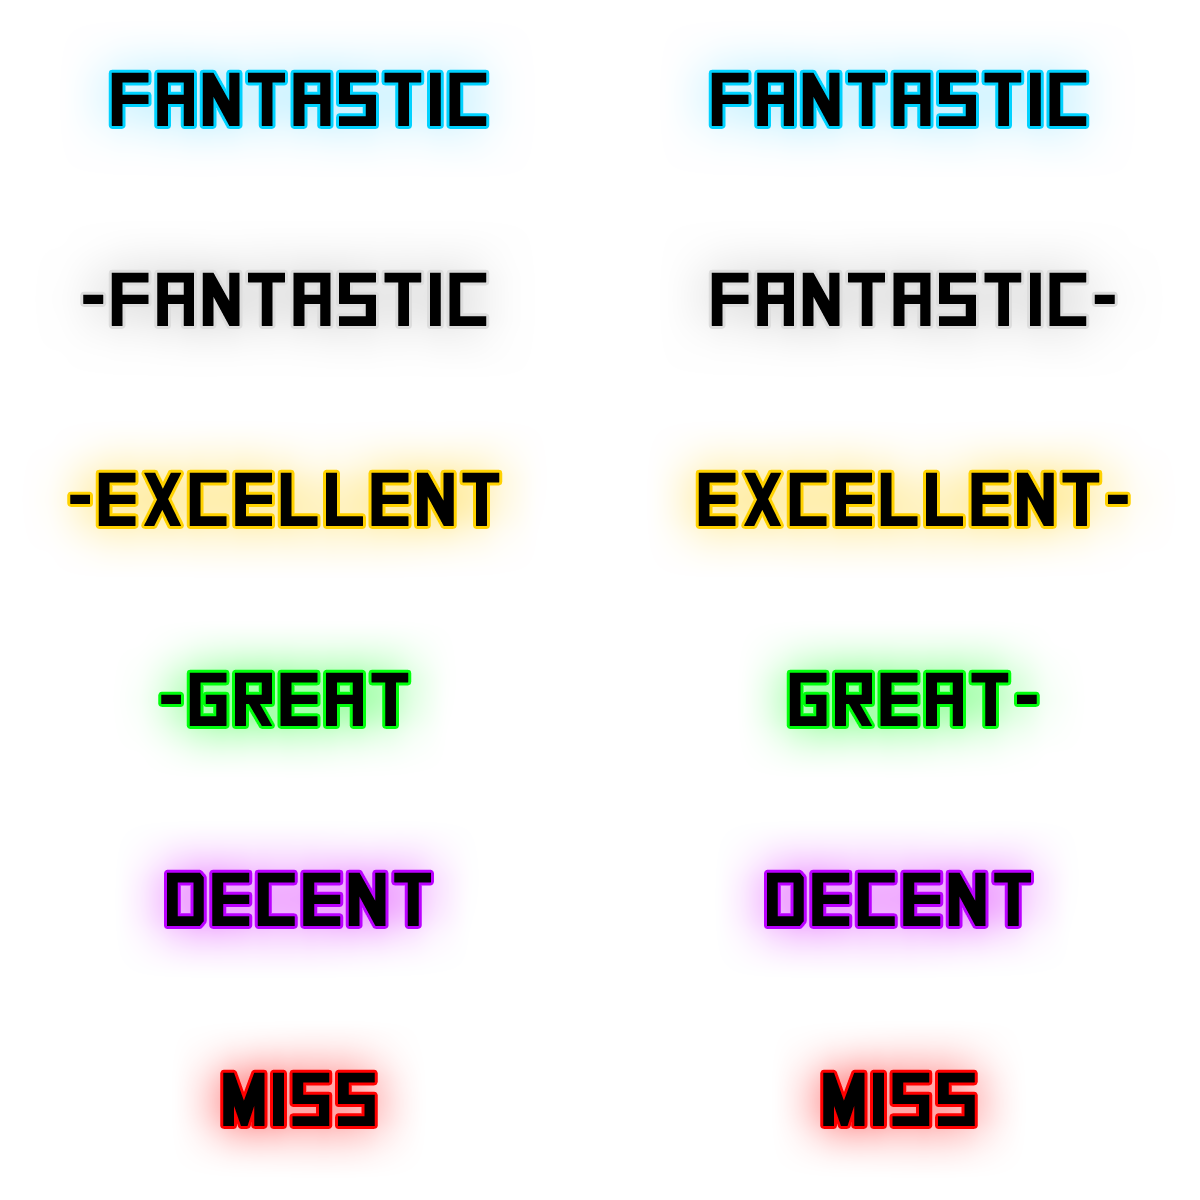 FANTASTIC FANTASTIC
-FANTASTIC FANTASTIC-
-EXCELLENT EXCELLENT-
-GREAT GREAT-
DECENT DECENT
MISS MISS